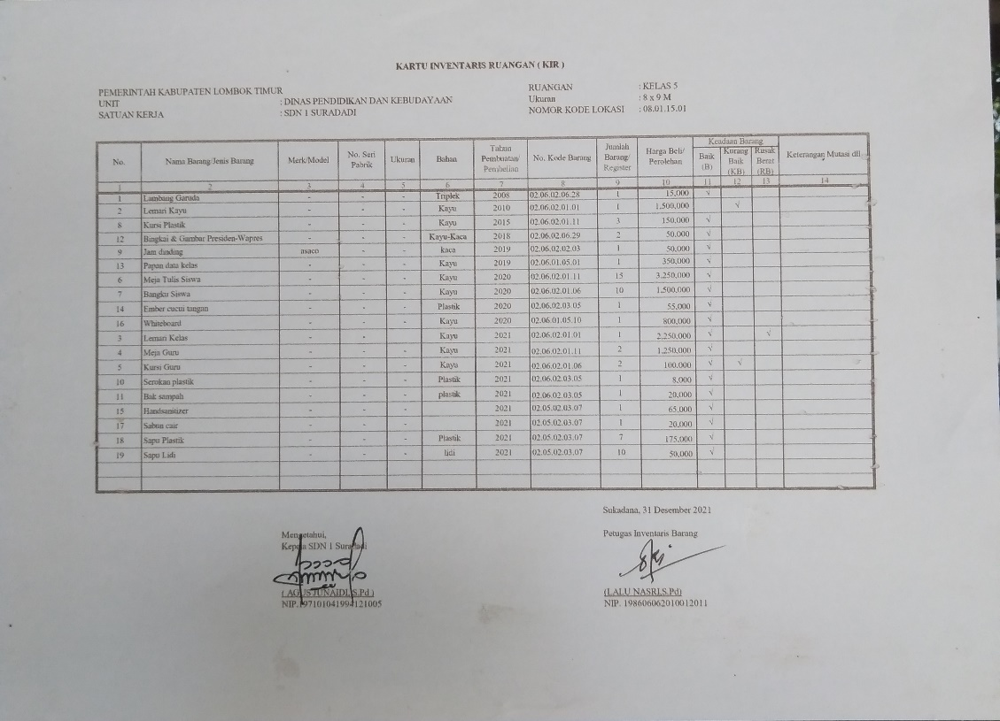 KARTU INVENTARIS RUANGAN ( KIR )
PEMERINTAH KABUPATEN LOMBOK TIMUR
UNIT : DINAS PENDIDIKAN DAN KEBUDAYAAN
SATUAN KERJA : SDN 1 SURADADI
RUANGAN : KELAS 5
Ukuran : 8 x 9 M
NOMOR KODE LOKASI : 08.01.15.01
No. Nama Barang/Jenis Barang Merk/Model No. Seri Pabrik Ukuran Bahan Tahun Pembuatan/ Pembelian No. Kode Barang Jumlah Barang/ Register Harga Beli/ Perolehan Keadaan Barang Baik (B) Kurang Baik (KB) Rusak Berat (RB) Keterangan Mutasi dll
1 2 3 4 5 6 7 8 9 10 11 12 13 14
1 Lambang Garuda - - - Triplek 2008 02.06.02.06.28 1 15,000 √
2 Lemari Kayu - - - Kayu 2010 02.06.02.01.01 1 1,500,000 √
8 Kursi Plastik - - - Kayu 2015 02.06.02.01.11 3 150,000 √
12 Bingkai & Gambar Presiden-Wapres - - - Kayu-Kaca 2018 02.06.02.06.29 2 50,000 √
9 Jam dinding asaco - - kaca 2019 02.06.02.02.03 1 50,000 √
13 Papan data kelas - - - Kayu 2019 02.06.01.05.01 1 350,000 √
6 Meja Tulis Siswa - - - Kayu 2020 02.06.02.01.11 15 3,250,000 √
7 Bangku Siswa - - - Kayu 2020 02.06.02.01.06 10 1,500,000 √
14 Ember cucui tangan - - - Plastik 2020 02.06.02.03.05 1 55,000 √
16 Whiteboard - - - Kayu 2020 02.06.01.05.10 1 800,000 √
3 Lemari Kelas - - Kayu 2021 02.06.02.01.01 1 2,250,000 √ √
4 Meja Guru - - - Kayu 2021 02.06.02.01.11 2 1,250,000 √
5 Kursi Guru - - - Kayu 2021 02.06.02.01.06 2 100,000 √ √
10 Serokan plastik - - - Plastik 2021 02.06.02.03.05 1 8,000 √
11 Bak sampah - - - plastik 2021 02.06.02.03.05 1 20,000 √
15 Handsanitizer - - - 2021 02.05.02.03.07 1 65,000 √
17 Sabun cair - - - 2021 02.05.02.03.07 1 20,000 √
18 Sapu Plastik - - - Plastik 2021 02.05.02.03.07 7 175,000 √
19 Sapu Lidi - - - lidi 2021 02.05.02.03.07 10 50,000 √
Sukadana, 31 Desember 2021
Mengetahui,
Kepala SDN 1 Suradadi
( AGUS JUNAIDI, S.Pd )
NIP.197101041994121005
Petugas Inventaris Barang
(LALU NASRI,S.Pd)
NIP. 198606062010012011